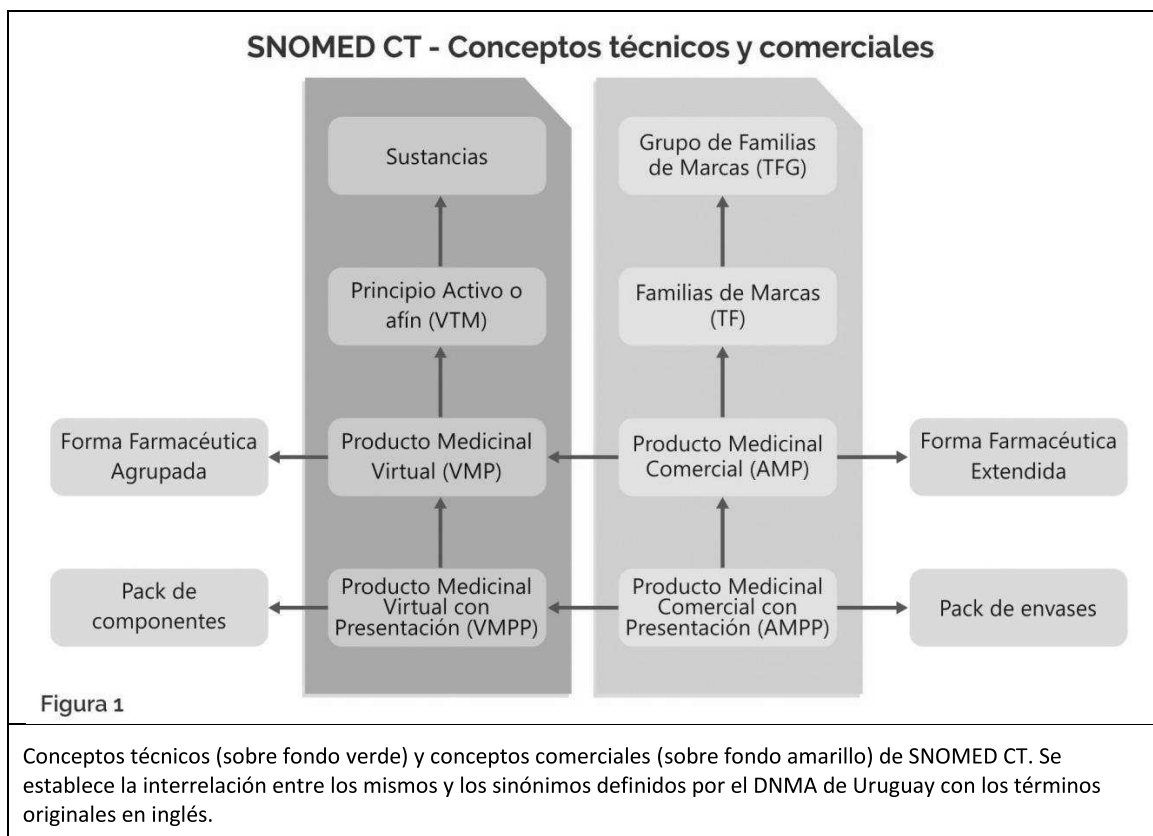 SNOMED CT - Conceptos técnicos y comerciales
Sustancias
Grupo de Familias
de Marcas (TFG)
Principio Activo o
afín (VTM)
Familias de Marcas
(TF)
Forma Farmacéutica
Agrupada
Producto Medicinal
Virtual (VMP)
Producto Medicinal
Comercial (AMP)
Forma Farmacéutica
Extendida
Pack de
componentes
Producto Medicinal
Virtual con
Presentación (VMPP)
Producto Medicinal
Comercial con
Presentación (AMPP)
Pack de envases
Figura 1
Conceptos técnicos (sobre fondo verde) y conceptos comerciales (sobre fondo amarillo) de SNOMED CT. Se
establece la interrelación entre los mismos y los sinónimos definidos por el DNMA de Uruguay con los términos
originales en inglés.